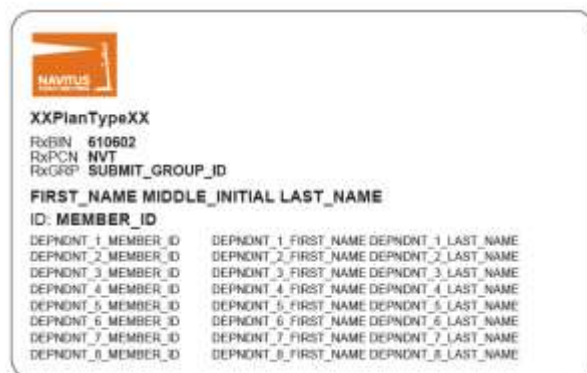 NAVITUS
XXPlanTypeXX
RxBIN 610602
RxPCN NVT
RxGRP SUBMIT_GROUP_ID
FIRST_NAME MIDDLE_INITIAL LAST_NAME
ID: MEMBER_ID
DEPNDNT_1_MEMBER_ID DEPNDNT_1_FIRST_NAME DEPNDNT_1_LAST_NAME
DEPNDNT_2_MEMBER_ID DEPNDNT_2_FIRST_NAME DEPNDNT_2_LAST_NAME
DEPNDNT_3_MEMBER_ID DEPNDNT_3_FIRST_NAME DEPNDNT_3_LAST_NAME
DEPNDNT_4_MEMBER_ID DEPNDNT_4_FIRST_NAME DEPNDNT_4_LAST_NAME
DEPNDNT_5_MEMBER_ID DEPNDNT_5_FIRST_NAME DEPNDNT_5_LAST_NAME
DEPNDNT_6_MEMBER_ID DEPNDNT_6_FIRST_NAME DEPNDNT_6_LAST_NAME
DEPNDNT_7_MEMBER_ID DEPNDNT_7_FIRST_NAME DEPNDNT_7_LAST_NAME
DEPNDNT_8_MEMBER_ID DEPNDNT_8_FIRST_NAME DEPNDNT_8_LAST_NAME